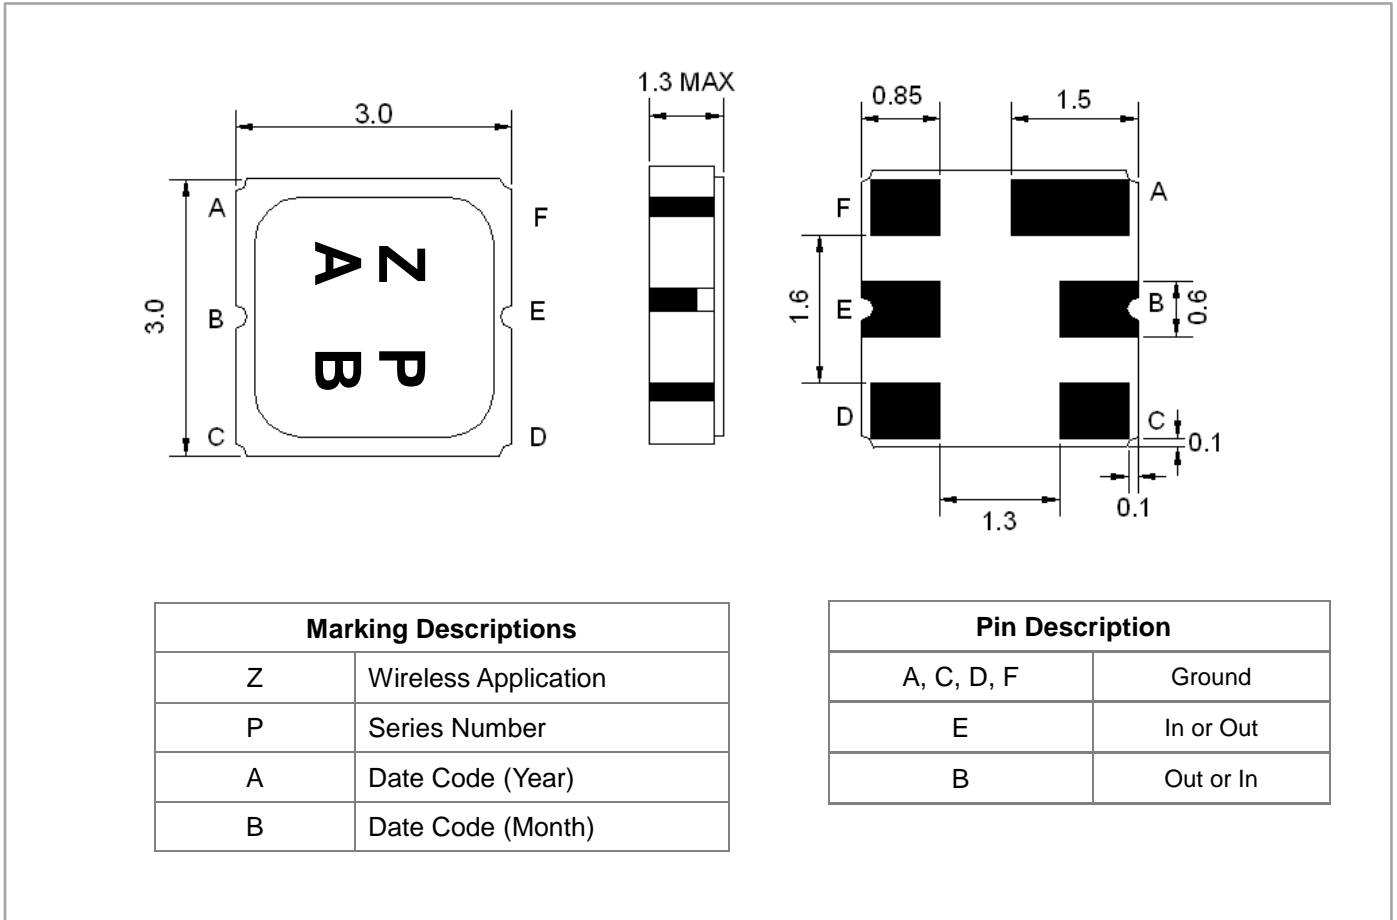 3.0
3.0
A
B
C
F
E
D
Z P
A B
1.3 MAX
0.85
1.5
F
E
D
A
B
C
1.6
0.6
0.1
0.1
1.3
Marking Descriptions
Z Wireless Application
P Series Number
A Date Code (Year)
B Date Code (Month)
Pin Description
A, C, D, F Ground
E In or Out
B Out or In